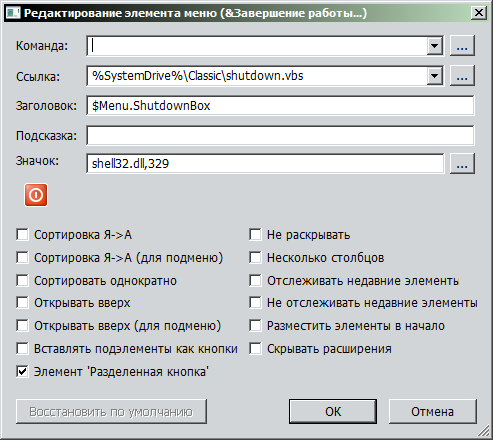 Редактирование элемента меню (&Завершение работы...)
Команда:
...
Ссылка:
%SystemDrive%\Classic\shutdown.vbs
...
Заголовок:
$Menu.ShutdownBox
Подсказка:
Значок:
shell32.dll,329
...
Сортировка Я->А
Не раскрывать
Сортировка Я->А (для подменю)
Несколько столбцов
Сортировать однократно
Отслеживать недавние элементы
Открывать вверх
Не отслеживать недавние элементы
Открывать вверх (для подменю)
Разместить элементы в начало
Вставлять подэлементы как кнопки
Скрывать расширения
Элемент 'Разделенная кнопка'
Восстановить по умолчанию
ОК
Отмена